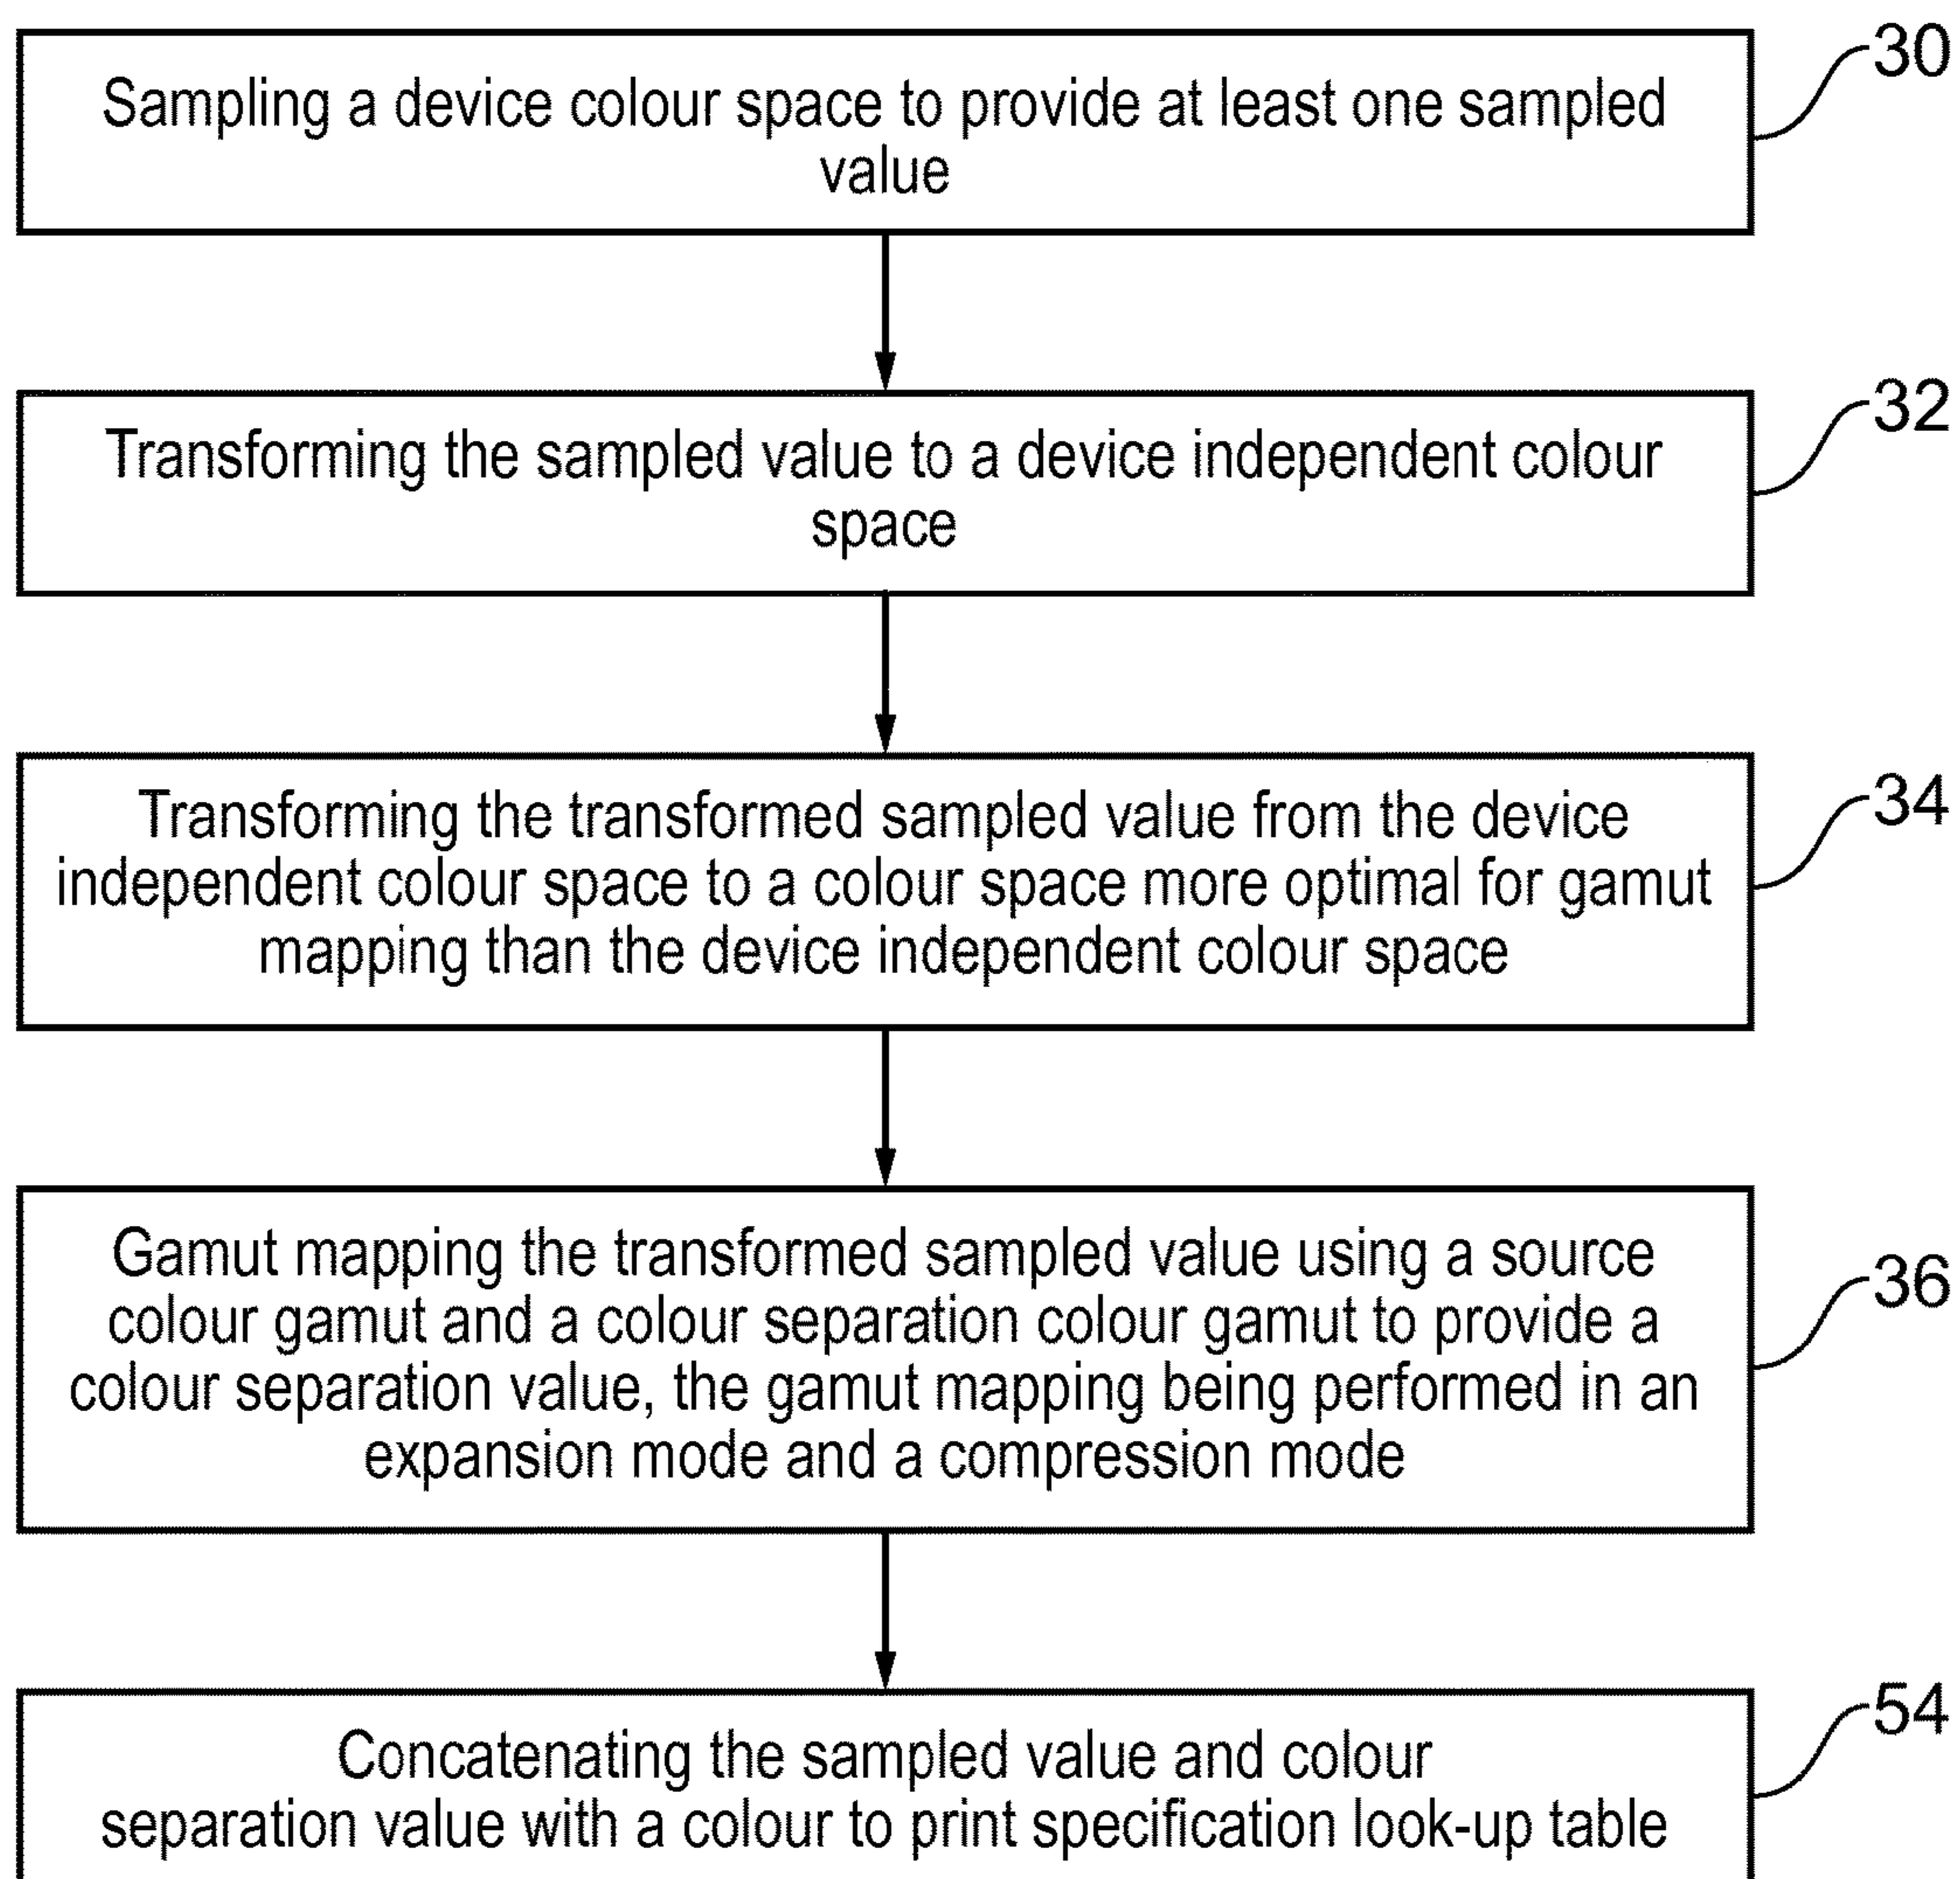 Sampling a device colour space to provide at least one sampled
value
30
Transforming the sampled value to a device independent colour
space
32
Transforming the transformed sampled value from the device
independent colour space to a colour space more optimal for gamut
mapping than the device independent colour space
34
Gamut mapping the transformed sampled value using a source
colour gamut and a colour separation colour gamut to provide a
colour separation value, the gamut mapping being performed in an
expansion mode and a compression mode
36
Concatenating the sampled value and colour
separation value with a colour to print specification look-up table
54